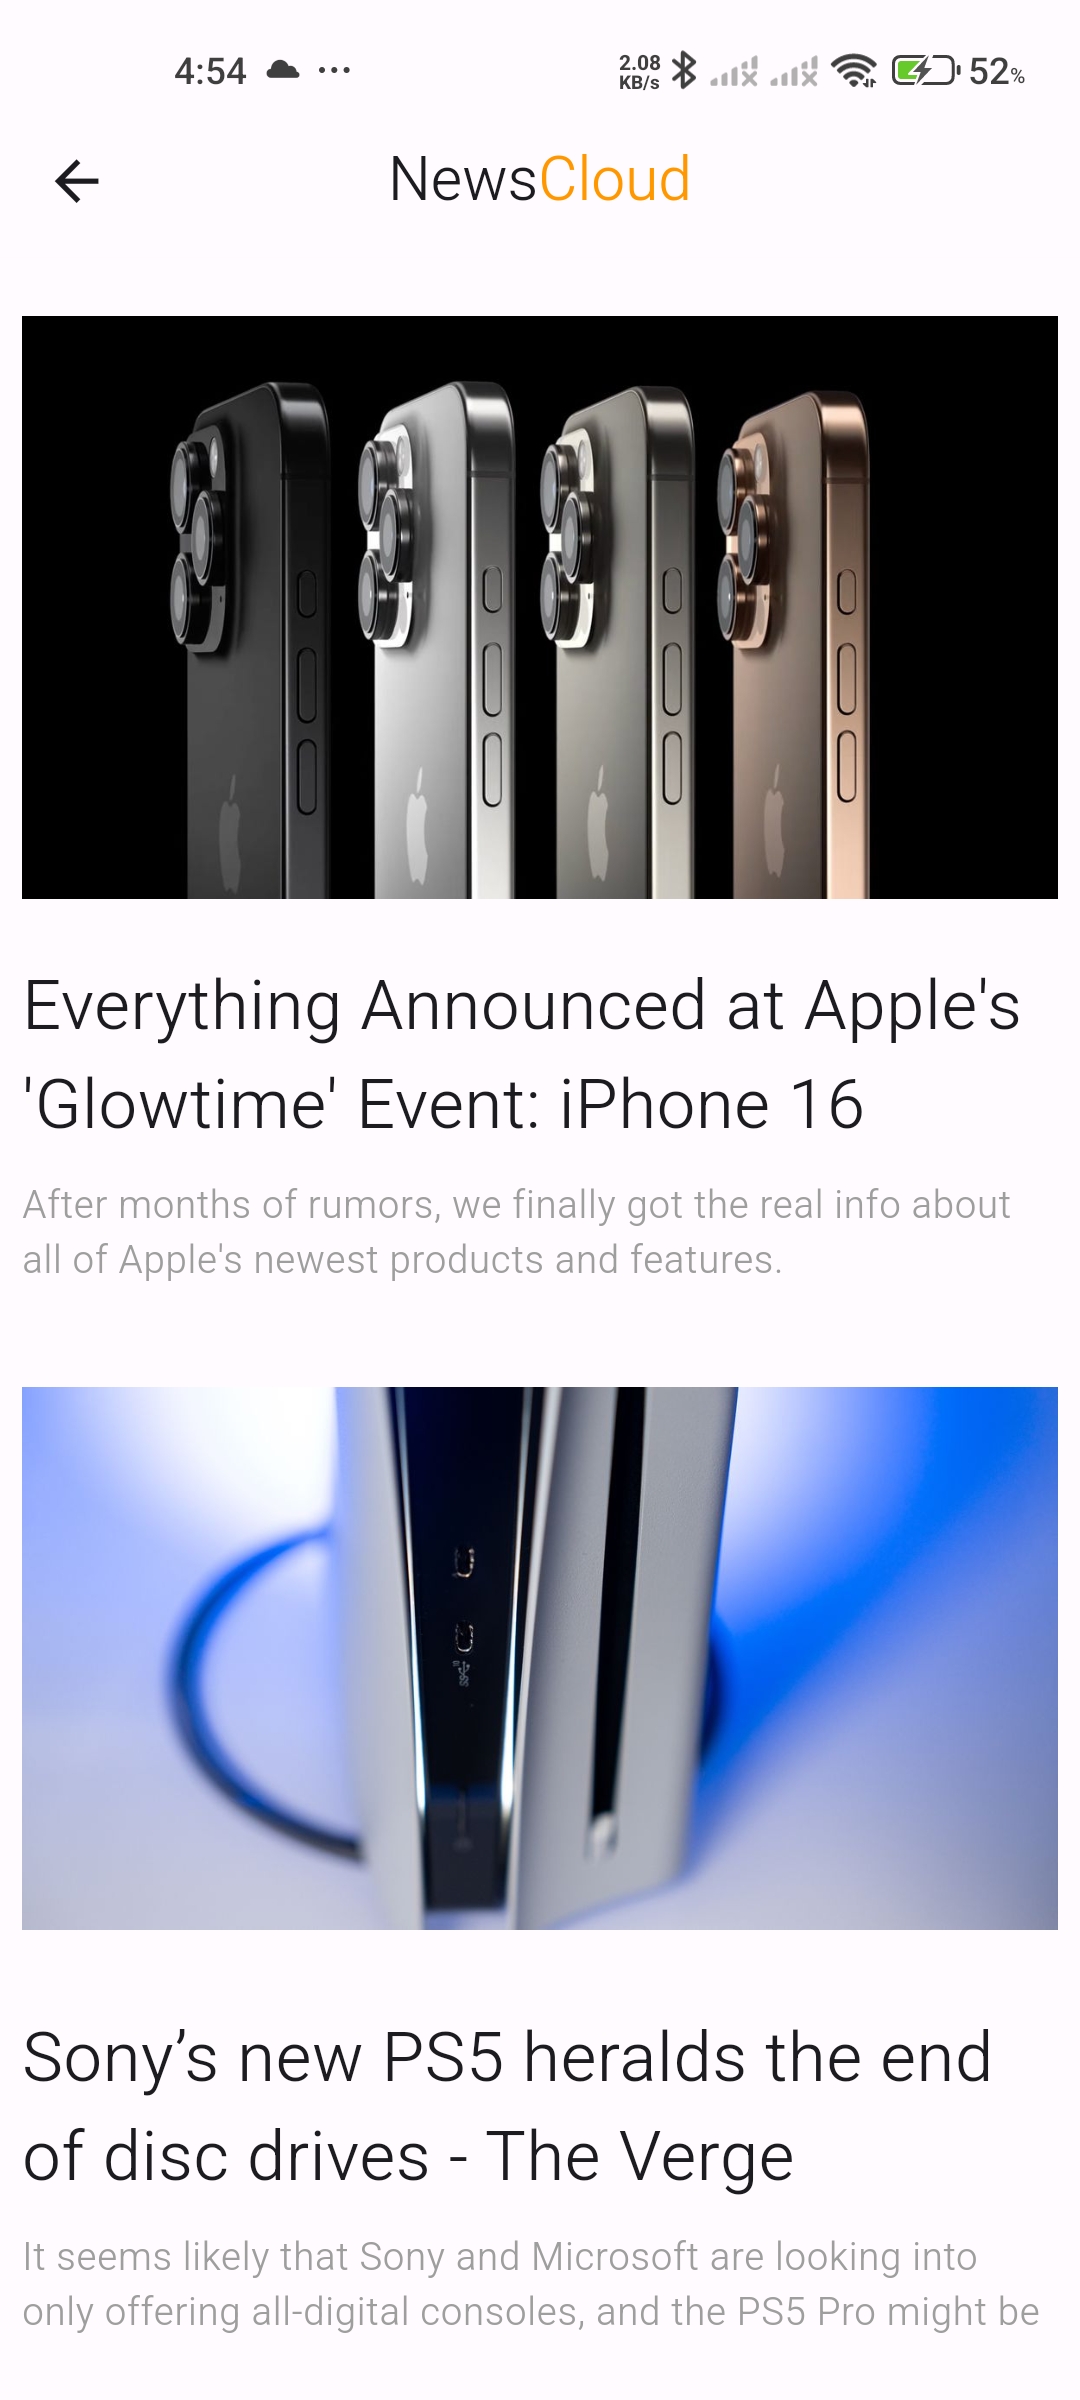 4:54 ... 2.08 KB/s 52%
NewsCloud
Everything Announced at Apple's
'Glowtime' Event: iPhone 16
After months of rumors, we finally got the real info about
all of Apple's newest products and features.
Sony’s new PS5 heralds the end
of disc drives - The Verge
It seems likely that Sony and Microsoft are looking into
only offering all-digital consoles, and the PS5 Pro might be